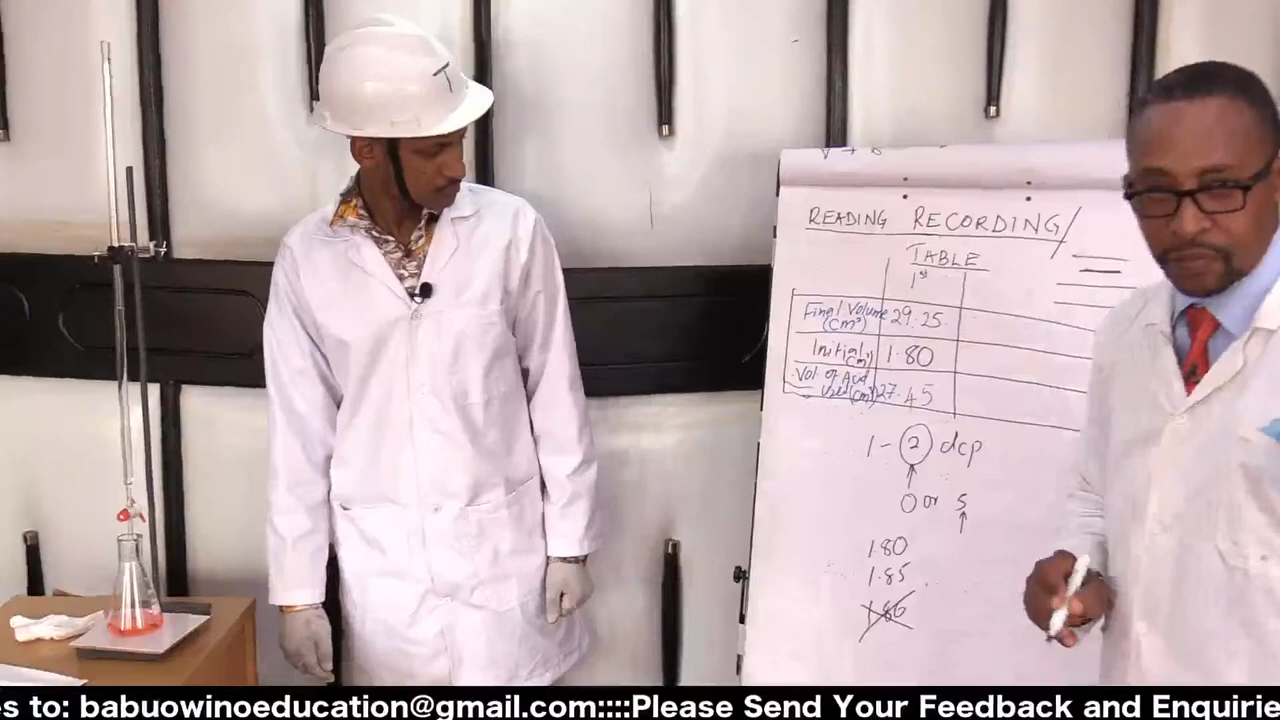 T
READING RECORDING/
TABLE
1st
Final Volume 29.25
(cm³)
Initial 1.80
(cm³)
Vol. of Acid 27.45
used (cm³)
1 - 2 dcp
0 or 5
1.80
1.85
1.86
es to: babuowinoeducation@gmail.com::::Please Send Your Feedback and Enquirie